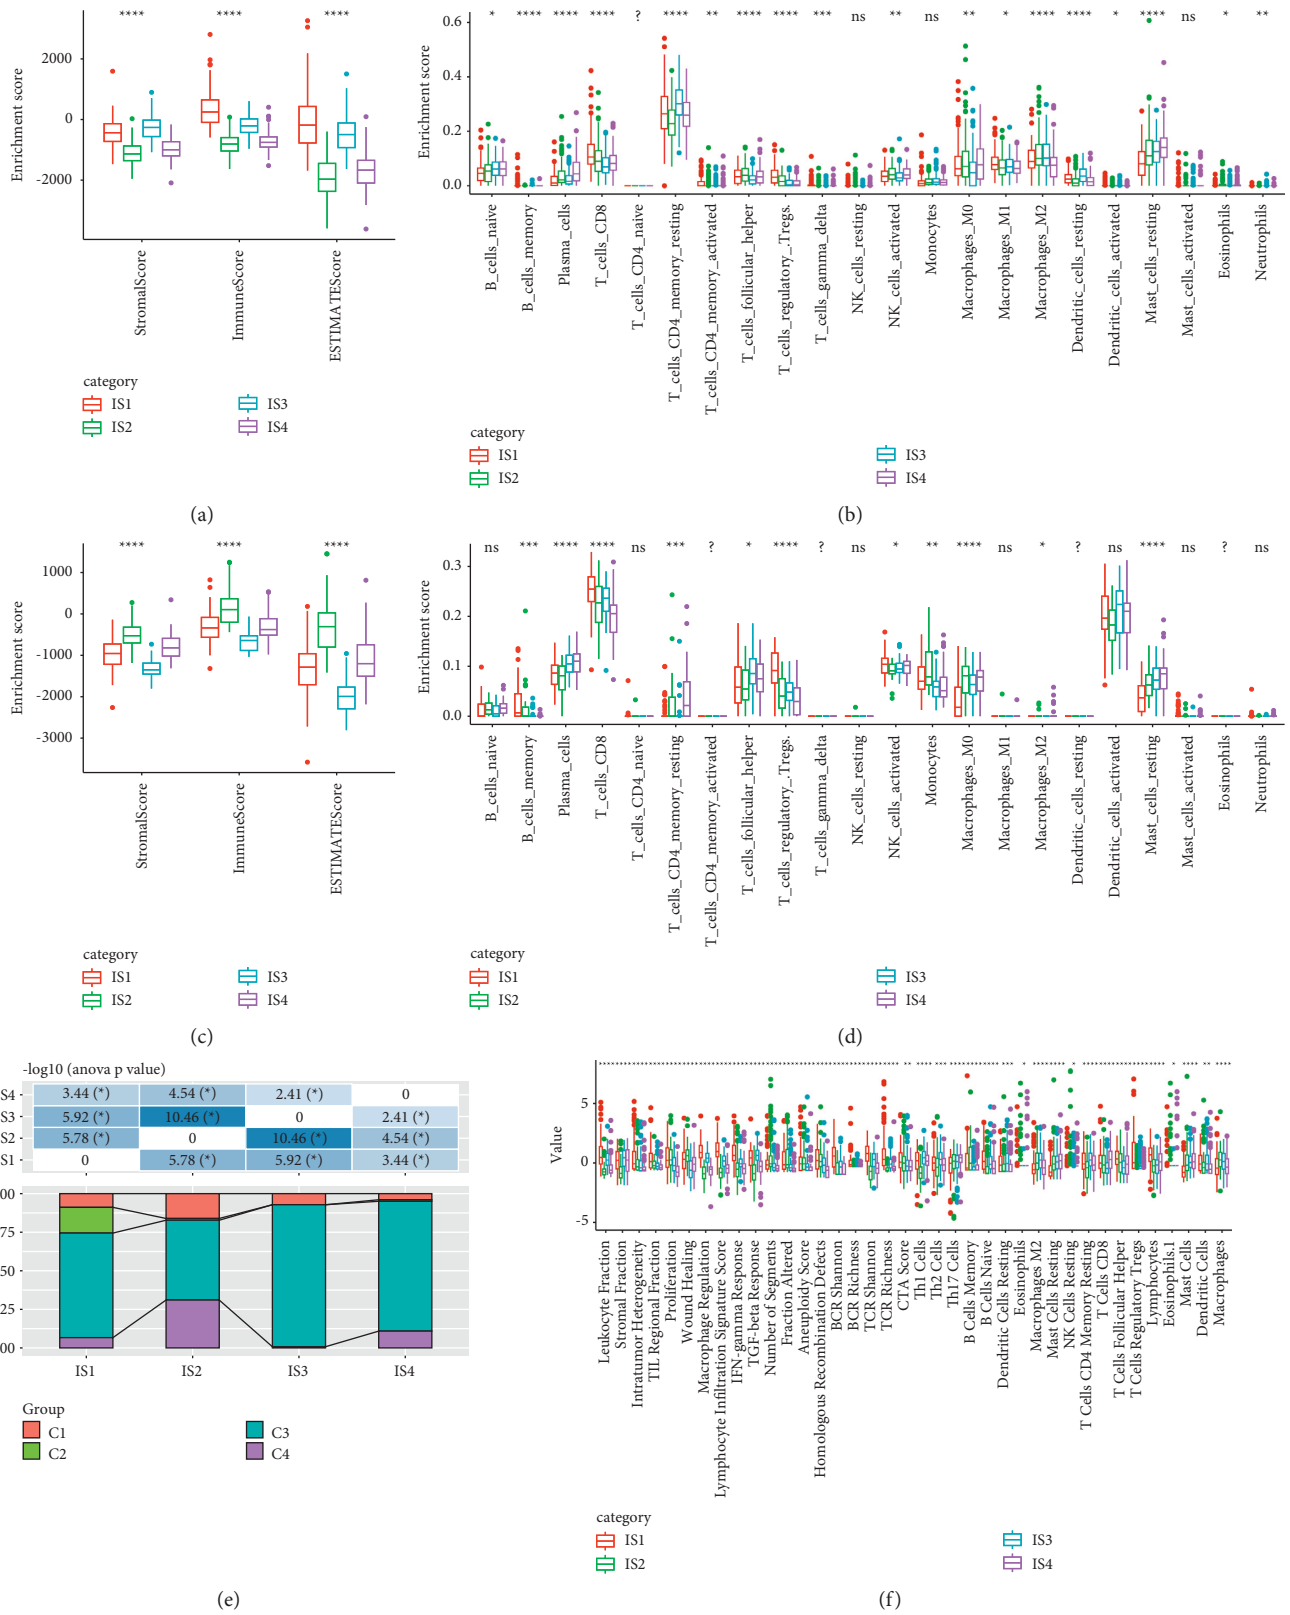 **** **** ****
2000
0
-2000
Enrichment score
StromalScore
ImmuneScore
ESTIMATEScore
category
IS1
IS2
IS3
IS4
(a)
* **** **** **** ? **** ** **** **** *** ns ** ns ** * **** **** * **** ns * **
0.6
0.4
0.2
0.0
Enrichment score
B_cells_naive
B_cells_memory
Plasma_cells
T_cells_CD8
T_cells_CD4_naive
T_cells_CD4_memory_resting
T_cells_CD4_memory_activated
T_cells_follicular_helper
T_cells_regulatory_.Tregs.
T_cells_gamma_delta
NK_cells_resting
NK_cells_activated
Monocytes
Macrophages_M0
Macrophages_M1
Macrophages_M2
Dendritic_cells_resting
Dendritic_cells_activated
Mast_cells_resting
Mast_cells_activated
Eosinophils
Neutrophils
category
IS1
IS2
IS3
IS4
(b)
**** **** ****
1000
0
-1000
-2000
-3000
Enrichment score
StromalScore
ImmuneScore
ESTIMATEScore
category
IS1
IS2
IS3
IS4
(c)
ns *** **** **** ns *** ? * **** ? ns * ** **** ns * ? ns **** ns ? ns
0.3
0.2
0.1
0.0
Enrichment score
B_cells_naive
B_cells_memory
Plasma_cells
T_cells_CD8
T_cells_CD4_naive
T_cells_CD4_memory_resting
T_cells_CD4_memory_activated
T_cells_follicular_helper
T_cells_regulatory_.Tregs.
T_cells_gamma_delta
NK_cells_resting
NK_cells_activated
Monocytes
Macrophages_M0
Macrophages_M1
Macrophages_M2
Dendritic_cells_resting
Dendritic_cells_activated
Mast_cells_resting
Mast_cells_activated
Eosinophils
Neutrophils
category
IS1
IS2
IS3
IS4
(d)
-log10 (anova p value)
S4 3.44 (*) 4.54 (*) 2.41 (*) 0
S3 5.92 (*) 10.46 (*) 0 2.41 (*)
S2 5.78 (*) 0 10.46 (*) 4.54 (*)
S1 0 5.78 (*) 5.92 (*) 3.44 (*)
00
75
50
25
00
IS1 IS2 IS3 IS4
Group
C1
C2
C3
C4
(e)
5
0
-5
Value
Leukocyte Fraction
Stromal Fraction
Intratumor Heterogeneity
TIL Regional Fraction
Proliferation
Wound Healing
Macrophage Regulation
Lymphocyte Infiltration Signature Score
IFN-gamma Response
TGF-beta Response
Number of Segments
Fraction Altered
Aneuploidy Score
Homologous Recombination Defects
BCR Shannon
BCR Richness
TCR Shannon
TCR Richness
CTA Score
Th1 Cells
Th2 Cells
Th17 Cells
B Cells Memory
B Cells Naive
Dendritic Cells Resting
Eosinophils
Macrophages M2
Mast Cells Resting
NK Cells Resting
T Cells CD4 Memory Resting
T Cells CD8
T Cells Follicular Helper
T Cells Regulatory Tregs
Lymphocytes
Eosinophils.1
Mast Cells
Dendritic Cells
Macrophages
category
IS1
IS2
IS3
IS4
(f)